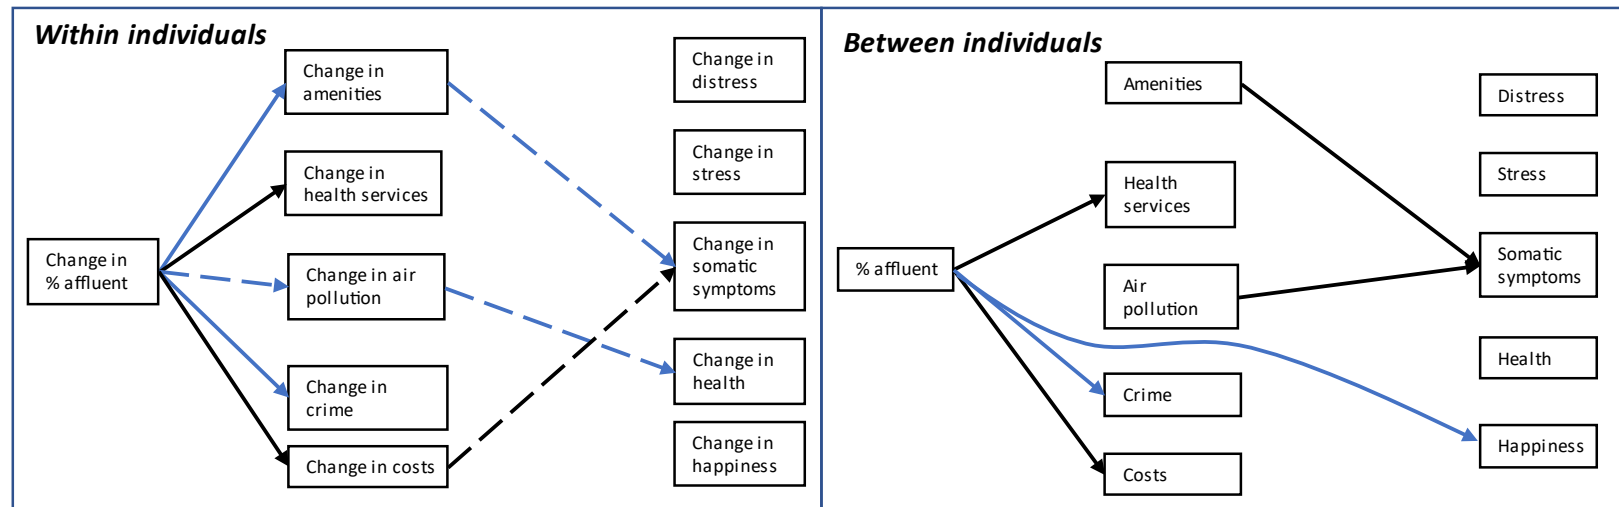 Within individuals
Change in
% affluent
Change in
amenities
Change in
health services
Change in air
pollution
Change in
crime
Change in costs
Change in
distress
Change in
stress
Change in
somatic
symptoms
Change in
health
Change in
happiness
Between individuals
% affluent
Amenities
Health
services
Air
pollution
Crime
Costs
Distress
Stress
Somatic
symptoms
Health
Happiness